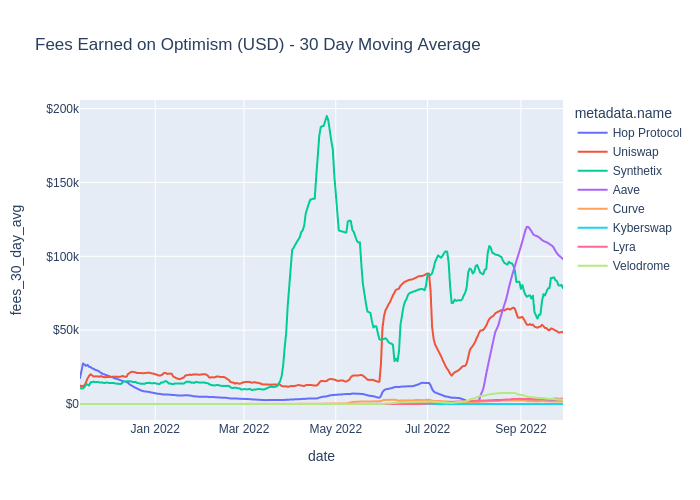 Fees Earned on Optimism (USD) - 30 Day Moving Average
metadata.name
Hop Protocol
Uniswap
Synthetix
Aave
Curve
Kyberswap
Lyra
Velodrome
fees_30_day_avg
$200k
$150k
$100k
$50k
$0
Jan 2022
Mar 2022
May 2022
Jul 2022
Sep 2022
date